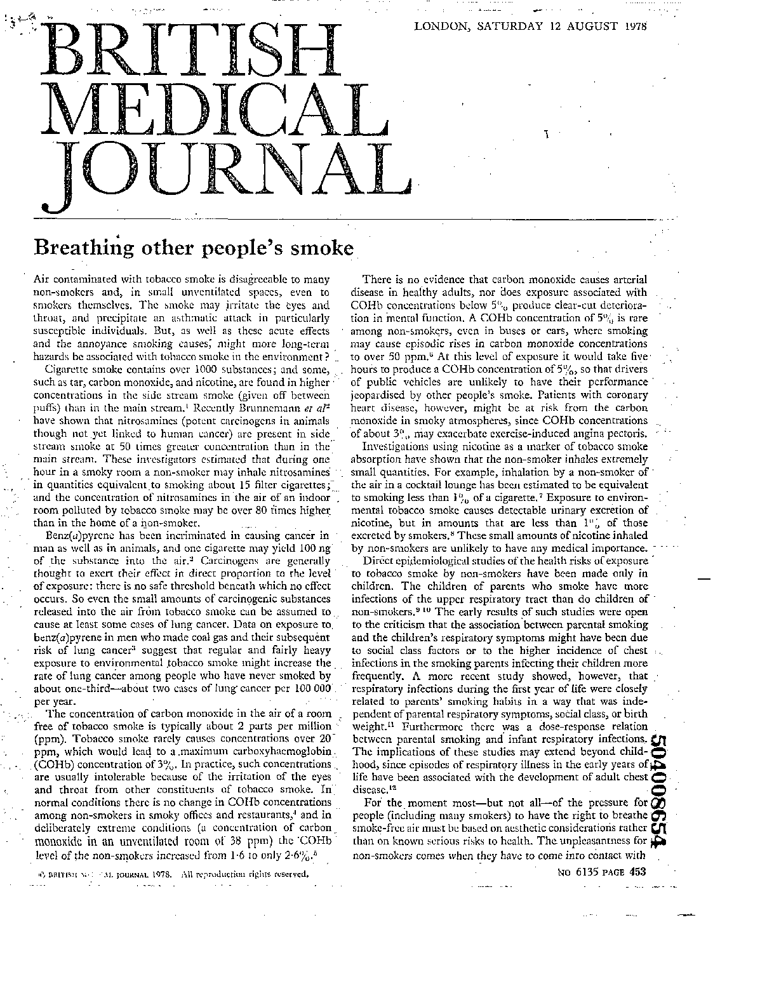 LONDON, SATURDAY 12 AUGUST 1978
BRITISH
MEDICAL
JOURNAL
Breathing other people's smoke
Air contaminated with tobacco smoke is disagreeable to many
non-smokers and, in small unventilated spaces, even to
smokers themselves. The smoke may irritate the eyes and
throat, and precipitate an asthmatic attack in particularly
susceptible individuals. But, as well as these acute effects
and the annoyance smoking causes, might more long-term
hazards be associated with tobacco smoke in the environment?
Cigarette smoke contains over 1000 substances; and some,
such as tar, carbon monoxide, and nicotine, are found in higher
concentrations in the side stream smoke (given off between
puffs) than in the main stream.¹ Recently Brunnemann et al²
have shown that nitrosamines (potent carcinogens in animals
though not yet linked to human cancer) are present in side
stream smoke at 50 times greater concentration than in the
main stream. These investigators estimated that during one
hour in a smoky room a non-smoker may inhale nitrosamines
in quantities equivalent to smoking about 15 filter cigarettes;
and the concentration of nitrosamines in the air of an indoor
room polluted by tobacco smoke may be over 80 times higher
than in the home of a non-smoker.
Benz(a)pyrene has been incriminated in causing cancer in
man as well as in animals, and one cigarette may yield 100 ng
of the substance into the air.² Carcinogens are generally
thought to exert their effect in direct proportion to the level
of exposure: there is no safe threshold beneath which no effect
occurs. So even the small amounts of carcinogenic substances
released into the air from tobacco smoke can be assumed to
cause at least some cases of lung cancer. Data on exposure to
benz(a)pyrene in men who made coal gas and their subsequent
risk of lung cancer³ suggest that regular and fairly heavy
exposure to environmental tobacco smoke might increase the
rate of lung cancer among people who have never smoked by
about one-third—about two cases of lung cancer per 100 000
per year.
The concentration of carbon monoxide in the air of a room
free of tobacco smoke is typically about 2 parts per million
(ppm). Tobacco smoke rarely causes concentrations over 20
ppm, which would lead to a maximum carboxyhaemoglobin
(COHb) concentration of 3%. In practice, such concentrations
are usually intolerable because of the irritation of the eyes
and throat from other constituents of tobacco smoke. In
normal conditions there is no change in COHb concentrations
among non-smokers in smoky offices and restaurants,⁴ and in
deliberately extreme conditions (a concentration of carbon
monoxide in an unventilated room of 38 ppm) the COHb
level of the non-smokers increased from 1·6 to only 2·6%.⁵
© BRITISH JOURNAL 1978. All reproduction rights reserved.
There is no evidence that carbon monoxide causes arterial
disease in healthy adults, nor does exposure associated with
COHb concentrations below 5% produce clear-cut deteriora-
tion in mental function. A COHb concentration of 5% is rare
among non-smokers, even in buses or cars, where smoking
may cause episodic rises in carbon monoxide concentrations
to over 50 ppm.⁶ At this level of exposure it would take five
hours to produce a COHb concentration of 5%, so that drivers
of public vehicles are unlikely to have their performance
jeopardised by other people's smoke. Patients with coronary
heart disease, however, might be at risk from the carbon
monoxide in smoky atmospheres, since COHb concentrations
of about 3% may exacerbate exercise-induced angina pectoris.
Investigations using nicotine as a marker of tobacco smoke
absorption have shown that the non-smoker inhales extremely
small quantities. For example, inhalation by a non-smoker of
the air in a cocktail lounge has been estimated to be equivalent
to smoking less than 1% of a cigarette.⁷ Exposure to environ-
mental tobacco smoke causes detectable urinary excretion of
nicotine, but in amounts that are less than 1% of those
excreted by smokers.⁸ These small amounts of nicotine inhaled
by non-smokers are unlikely to have any medical importance.
Direct epidemiological studies of the health risks of exposure
to tobacco smoke by non-smokers have been made only in
children. The children of parents who smoke have more
infections of the upper respiratory tract than do children of
non-smokers.⁹ ¹⁰ The early results of such studies were open
to the criticism that the association between parental smoking
and the children's respiratory symptoms might have been due
to social class factors or to the higher incidence of chest
infections in the smoking parents infecting their children more
frequently. A more recent study showed, however, that
respiratory infections during the first year of life were closely
related to parents' smoking habits in a way that was inde-
pendent of parental respiratory symptoms, social class, or birth
weight.¹¹ Furthermore there was a dose-response relation
between parental smoking and infant respiratory infections.
The implications of these studies may extend beyond child-
hood, since episodes of respiratory illness in the early years of
life have been associated with the development of adult chest
disease.¹²
For the moment most—but not all—of the pressure for
people (including many smokers) to have the right to breathe
smoke-free air must be based on aesthetic considerations rather
than on known serious risks to health. The unpleasantness for
non-smokers comes when they have to come into contact with
NO 6135 PAGE 453